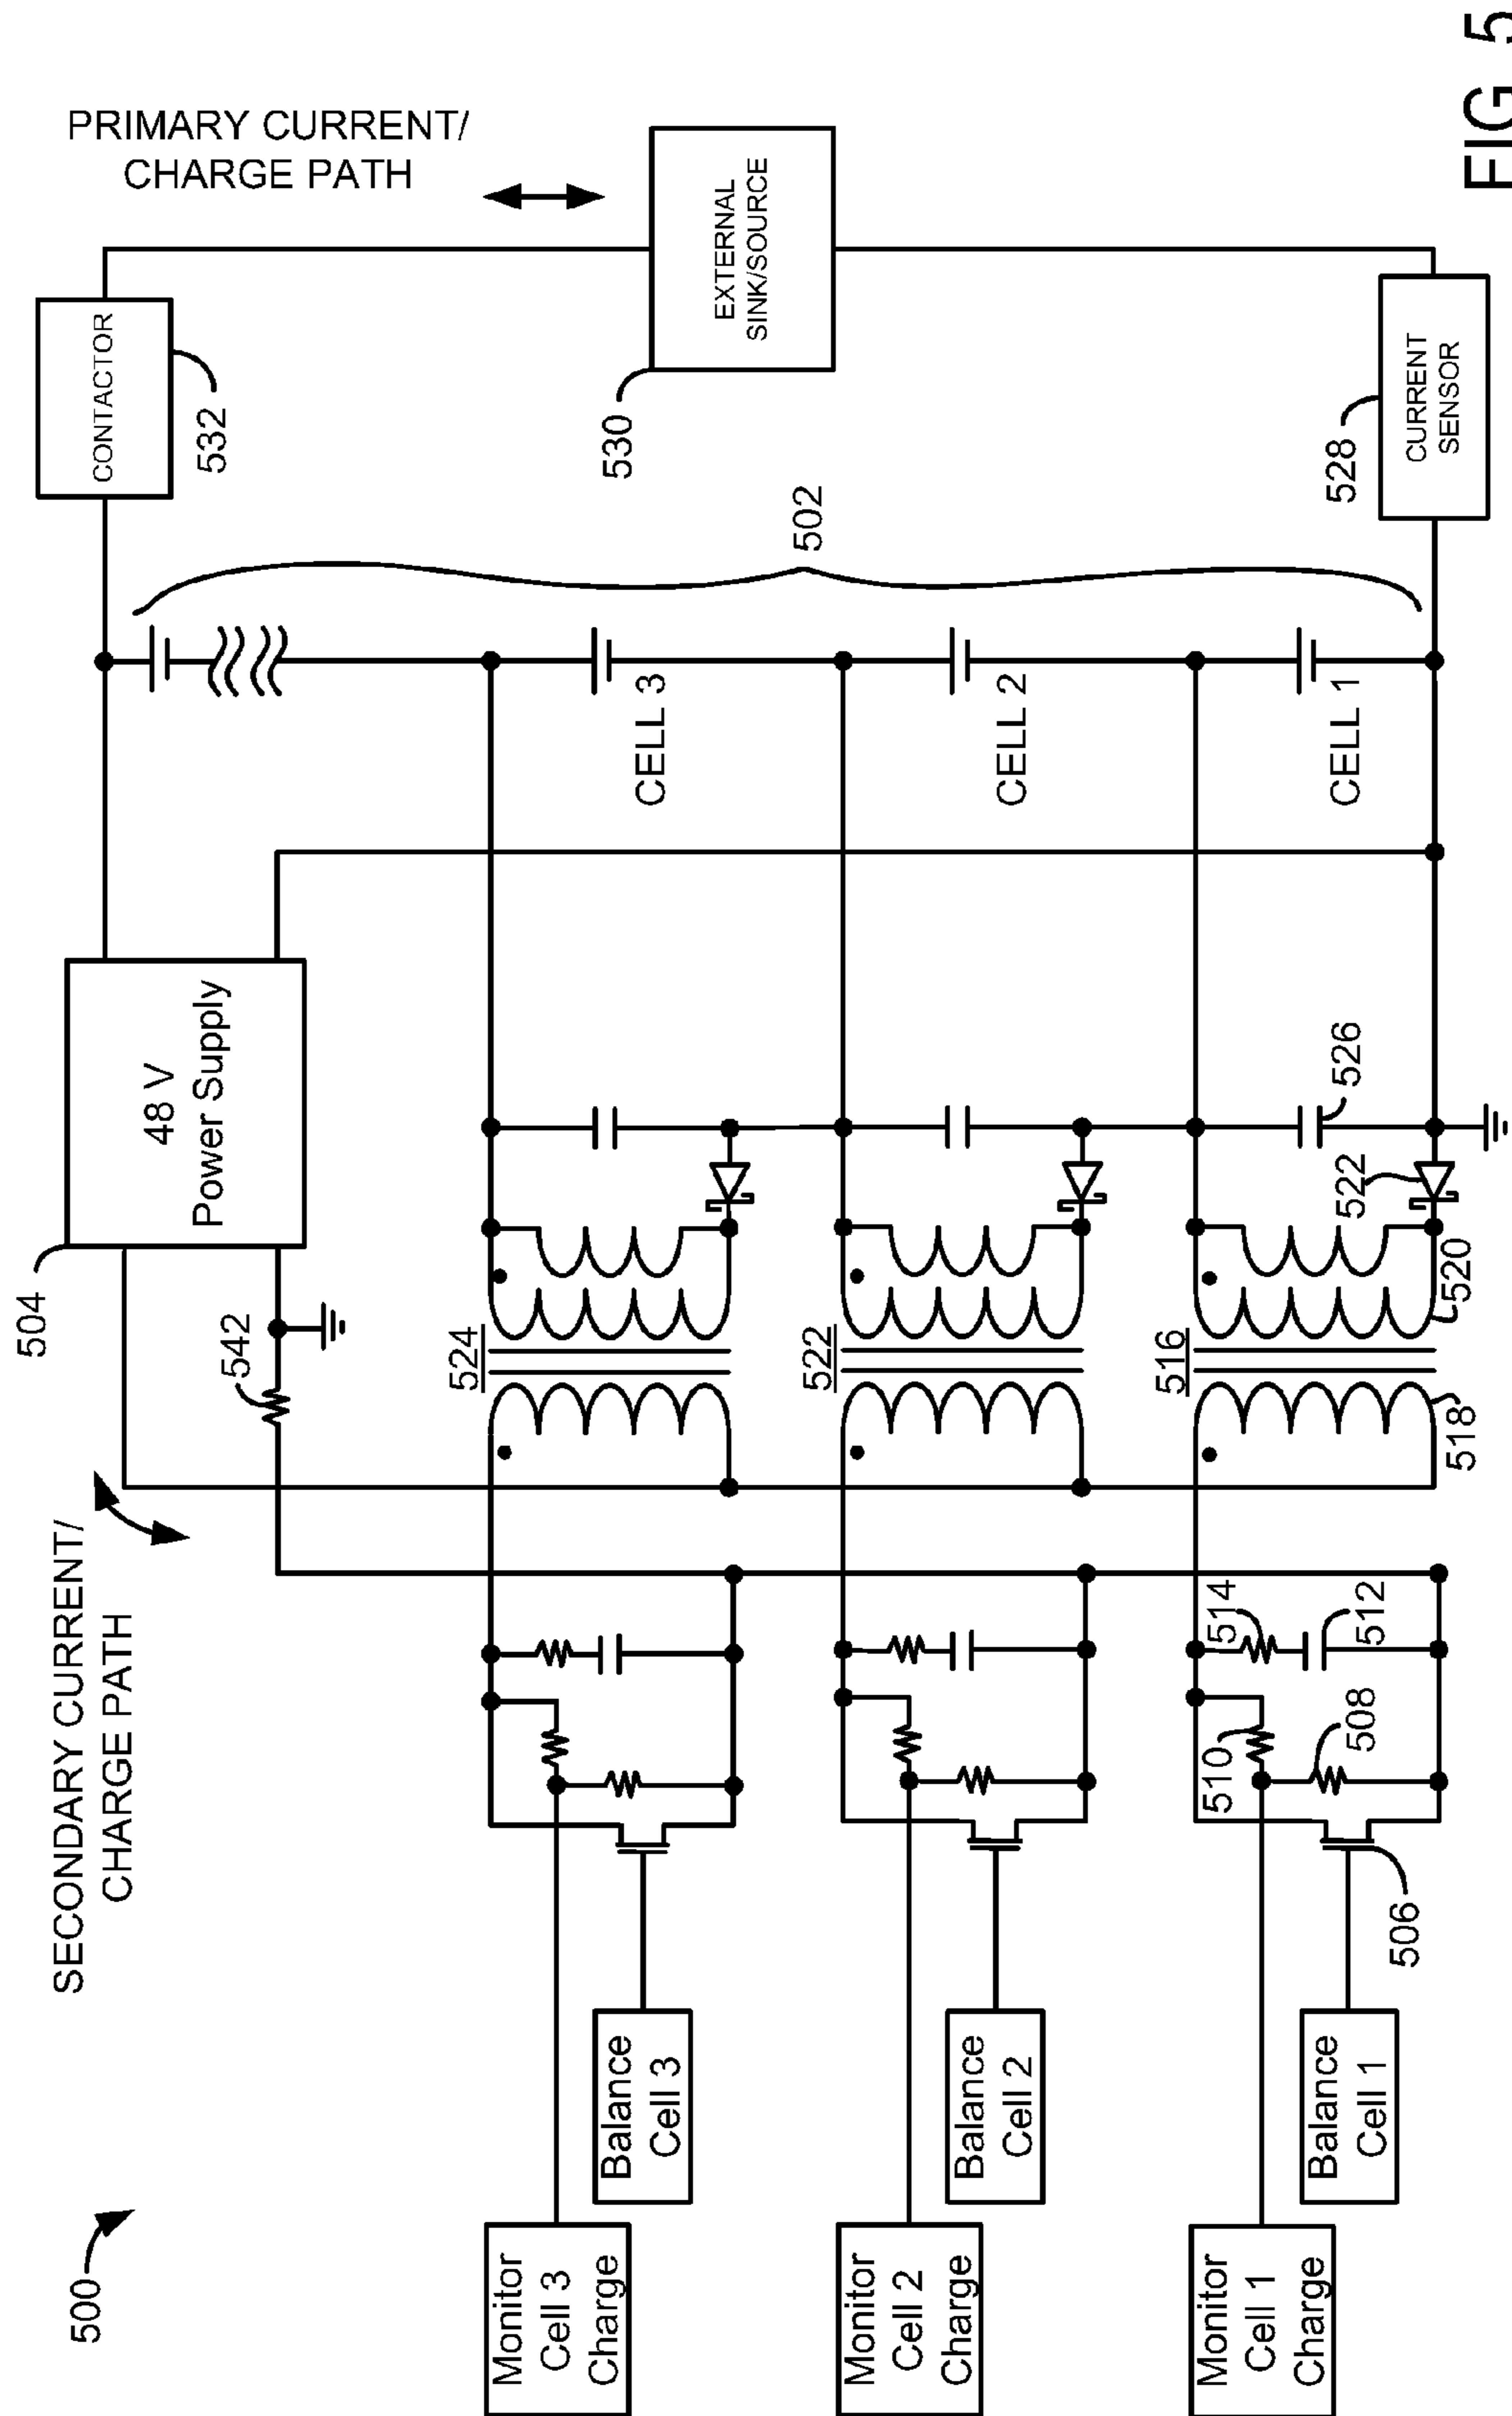 500
SECONDARY CURRENT/
CHARGE PATH
504
48 V
Power Supply
542
PRIMARY CURRENT/
CHARGE PATH
CONTACTOR
532
EXTERNAL
SINK/SOURCE
530
502
CURRENT
SENSOR
528
Monitor
Cell 3
Charge
Balance
Cell 3
524
CELL 3
Monitor
Cell 2
Charge
Balance
Cell 2
522
CELL 2
Monitor
Cell 1
Charge
Balance
Cell 1
506
510
508
514
512
516
518
520
522
526
CELL 1
FIG 5